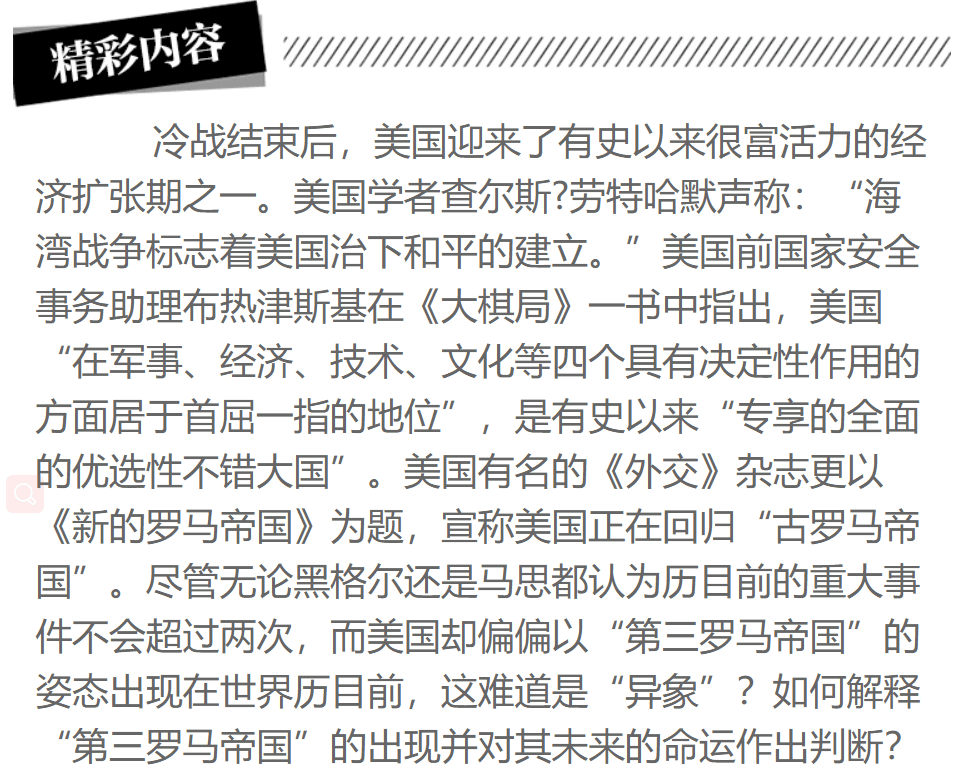 精彩内容
冷战结束后，美国迎来了有史以来很富活力的经
济扩张期之一。美国学者查尔斯?劳特哈默声称：“海
湾战争标志着美国治下和平的建立。”美国前国家安全
事务助理布热津斯基在《大棋局》一书中指出，美国
“在军事、经济、技术、文化等四个具有决定性作用的
方面居于首屈一指的地位”，是有史以来“专享的全面
的优选性不错大国”。美国有名的《外交》杂志更以
《新的罗马帝国》为题，宣称美国正在回归“古罗马帝
国”。尽管无论黑格尔还是马思都认为历目前的重大事
件不会超过两次，而美国却偏偏以“第三罗马帝国”的
姿态出现在世界历目前，这难道是“异象”？如何解释
“第三罗马帝国”的出现并对其未来的命运作出判断？